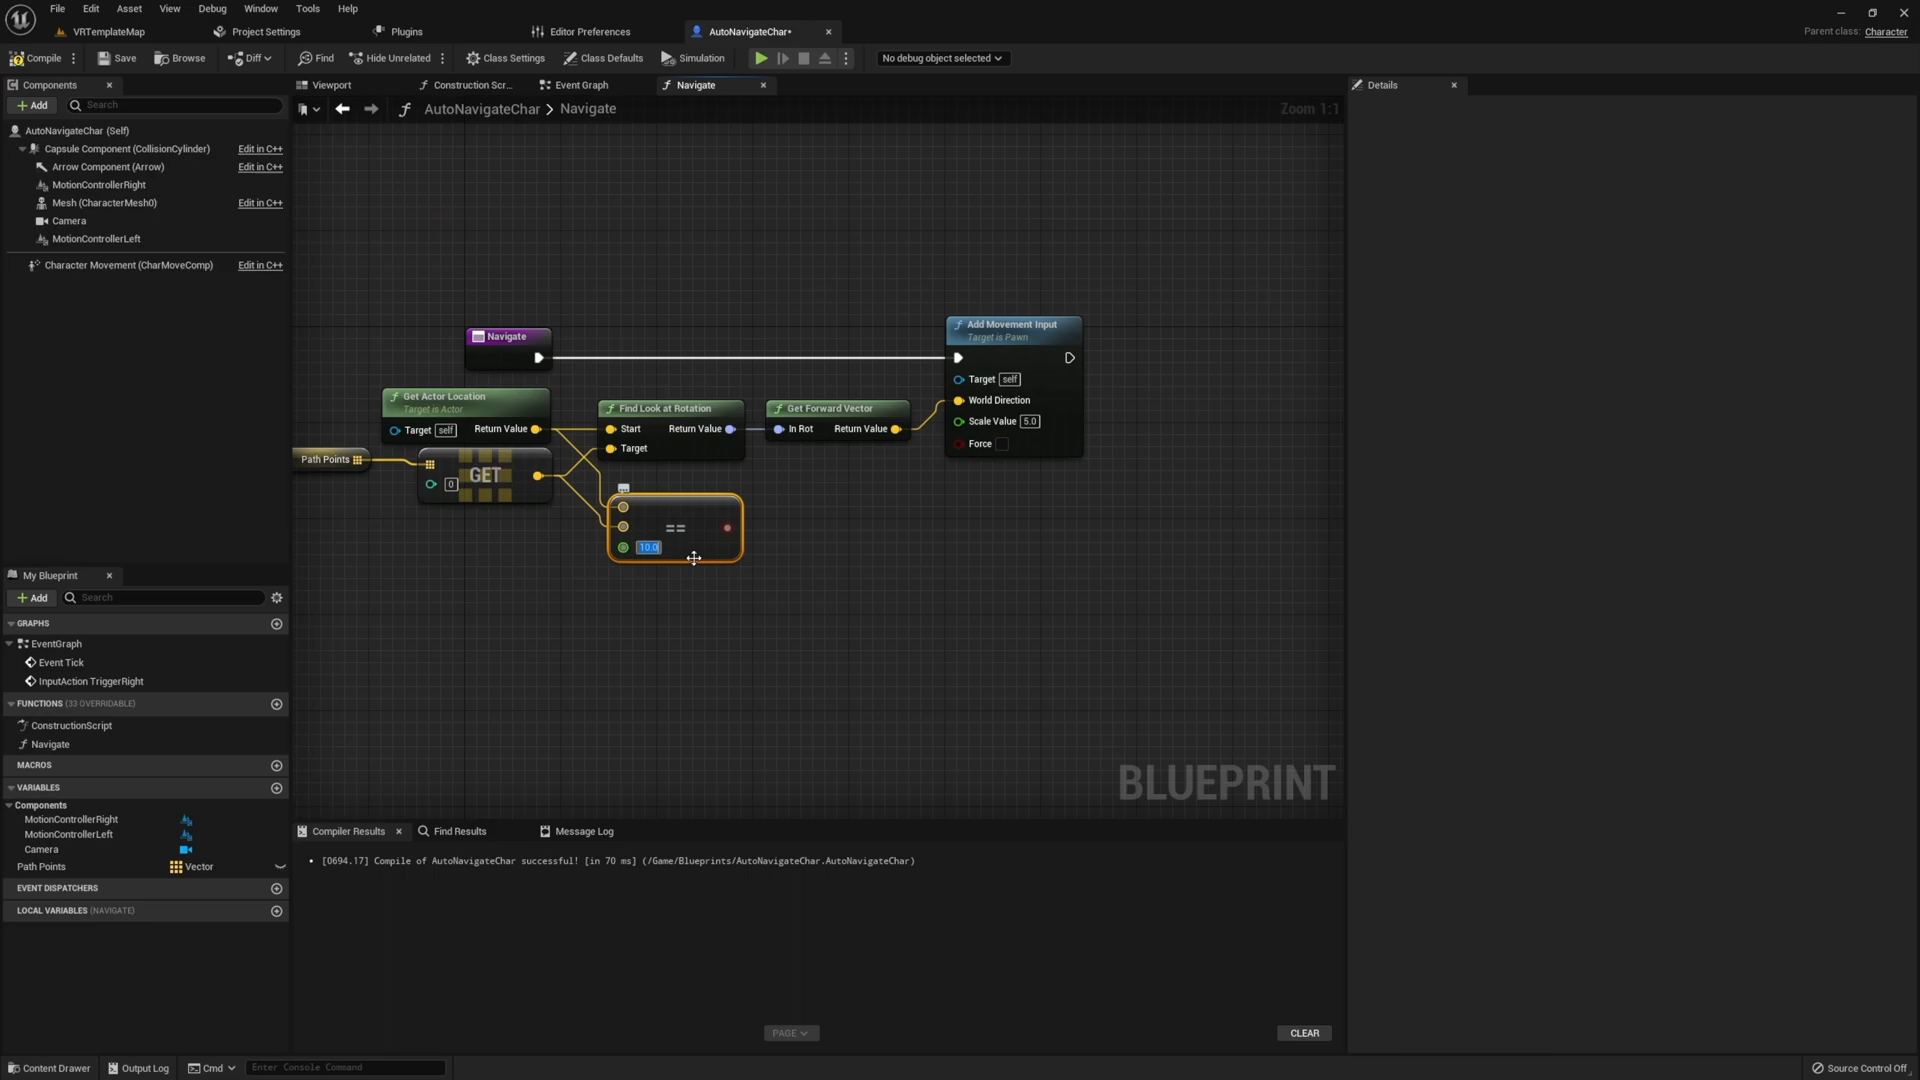 File Edit Asset View Debug Window Tools Help
VRTemplateMap Project Settings Plugins Editor Preferences AutoNavigateChar*
Parent class: Character
Compile Save Browse Diff Find Hide Unrelated Class Settings Class Defaults Simulation No debug object selected
Components
Add Search
AutoNavigateChar (Self)
Capsule Component (CollisionCylinder) Edit in C++
Arrow Component (Arrow) Edit in C++
MotionControllerRight
Mesh (CharacterMesh0) Edit in C++
Camera
MotionControllerLeft
Character Movement (CharMoveComp) Edit in C++
My Blueprint
Add Search
GRAPHS
EventGraph
Event Tick
InputAction TriggerRight
FUNCTIONS (33 OVERRIDABLE)
ConstructionScript
Navigate
MACROS
VARIABLES
Components
MotionControllerRight
MotionControllerLeft
Camera
Path Points Vector
EVENT DISPATCHERS
LOCAL VARIABLES (NAVIGATE)
Viewport Construction Scr... Event Graph Navigate
AutoNavigateChar > Navigate
Zoom 1:1
Navigate
Add Movement Input
Target is Pawn
Target self
World Direction
Scale Value 5.0
Force
Get Actor Location
Target is Actor
Target self Return Value
Find Look at Rotation
Start Return Value
Target
Get Forward Vector
In Rot Return Value
Path Points
GET
0
==
10.0
BLUEPRINT
Compiler Results Find Results Message Log
[0694.17] Compile of AutoNavigateChar successful! [in 70 ms] (/Game/Blueprints/AutoNavigateChar.AutoNavigateChar)
PAGE
CLEAR
Details
Content Drawer Output Log Cmd Enter Console Command
Source Control Off